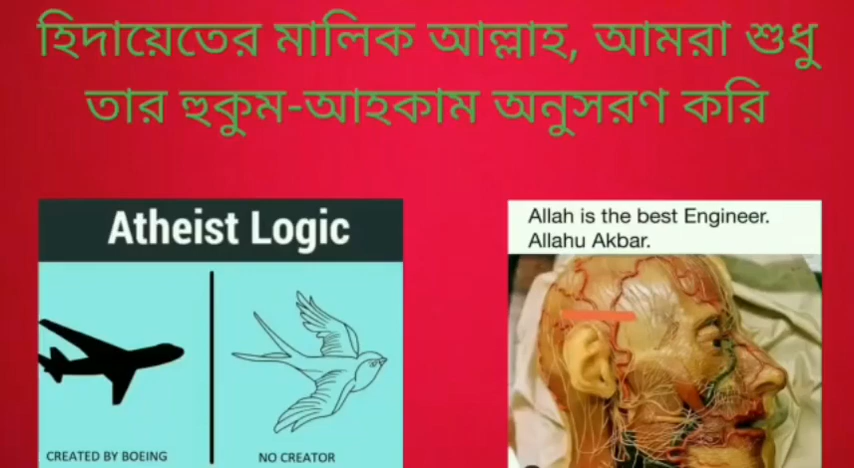 হিদায়েতের মালিক আল্লাহ, আমরা শুধু
তার হুকুম-আহকাম অনুসরণ করি
Atheist Logic
CREATED BY BOEING
NO CREATOR
Allah is the best Engineer.
Allahu Akbar.